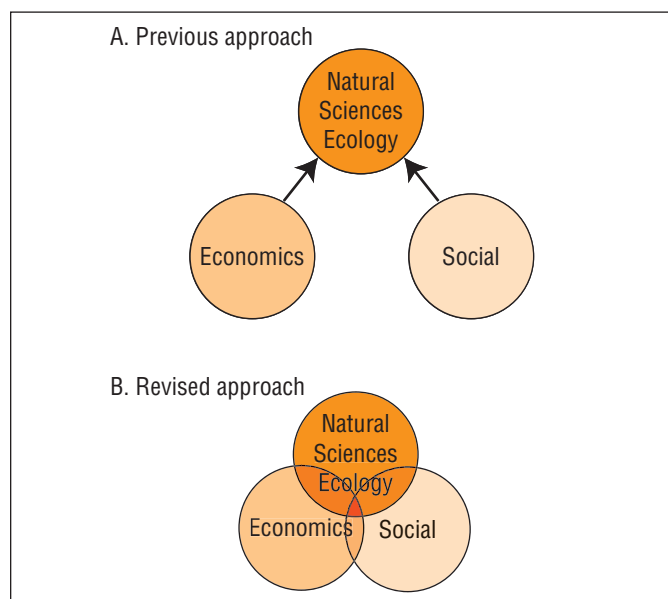 A. Previous approach
Natural
Sciences
Ecology
Economics
Social
B. Revised approach
Natural
Sciences
Ecology
Economics
Social